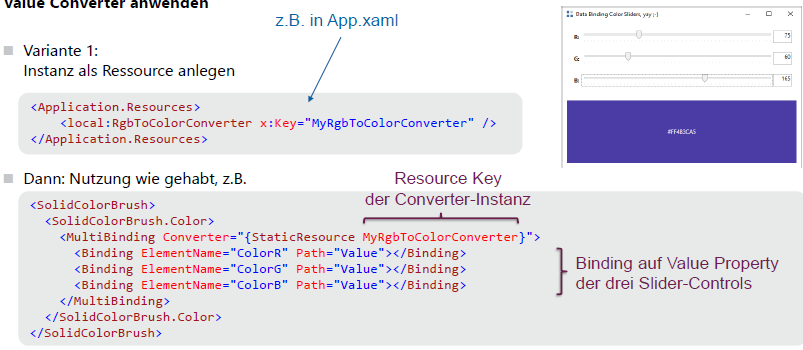 Value Converter anwenden
z.B. in App.xaml
Variante 1:
Instanz als Ressource anlegen
<Application.Resources>
<local:RgbToColorConverter x:Key="MyRgbToColorConverter" />
</Application.Resources>
Data Binding Color Sliders, yay ;-)
R: 75
G: 60
B: 165
#FF4B3CA5
Dann: Nutzung wie gehabt, z.B.
Resource Key
der Converter-Instanz
<SolidColorBrush>
<SolidColorBrush.Color>
<MultiBinding Converter="{StaticResource MyRgbToColorConverter}">
<Binding ElementName="ColorR" Path="Value"></Binding>
<Binding ElementName="ColorG" Path="Value"></Binding>
<Binding ElementName="ColorB" Path="Value"></Binding>
</MultiBinding>
</SolidColorBrush.Color>
</SolidColorBrush>
Binding auf Value Property
der drei Slider-Controls